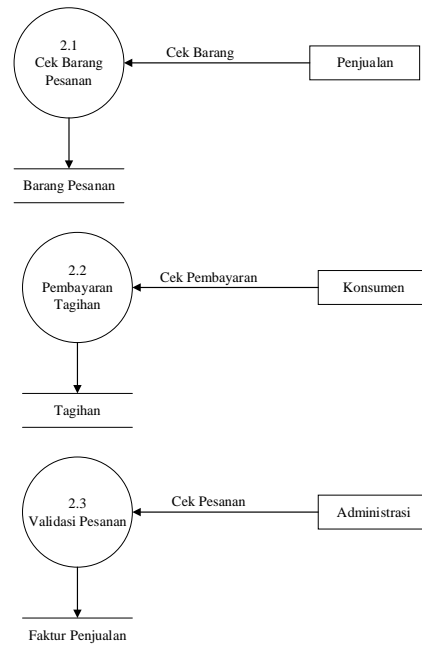 2.1
Cek Barang
Pesanan
Cek Barang
Penjualan
Barang Pesanan
2.2
Pembayaran
Tagihan
Cek Pembayaran
Konsumen
Tagihan
2.3
Validasi Pesanan
Cek Pesanan
Administrasi
Faktur Penjualan